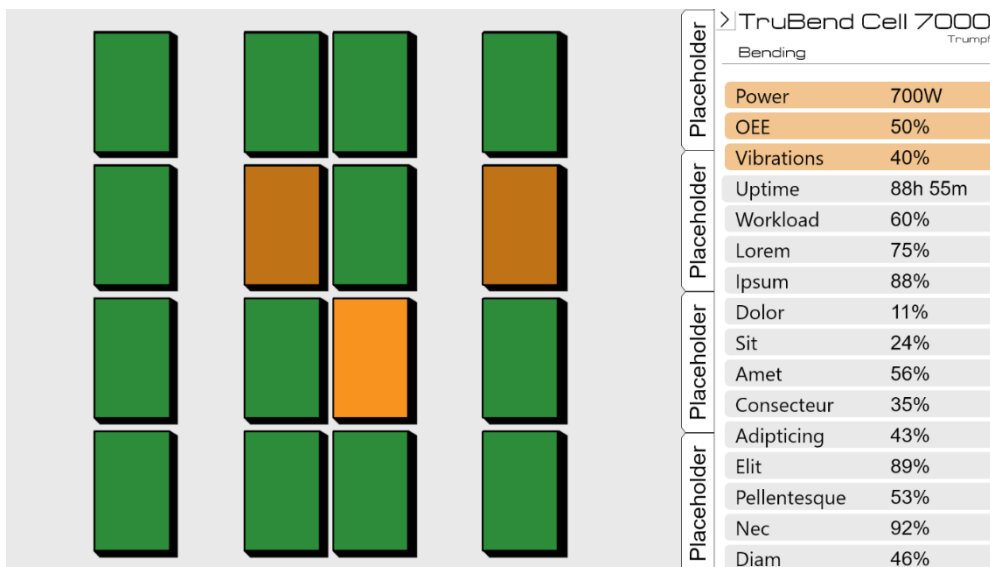 Placeholder
Placeholder
Placeholder
Placeholder
> TruBend Cell 7000
Trumpf
Bending
Power 700W
OEE 50%
Vibrations 40%
Uptime 88h 55m
Workload 60%
Lorem 75%
Ipsum 88%
Dolor 11%
Sit 24%
Amet 56%
Consecteur 35%
Adipticing 43%
Elit 89%
Pellentesque 53%
Nec 92%
Diam 46%